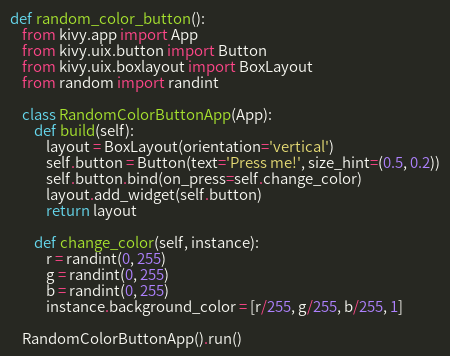 def random_color_button():
    from kivy.app import App
    from kivy.uix.button import Button
    from kivy.uix.boxlayout import BoxLayout
    from random import randint

    class RandomColorButtonApp(App):
        def build(self):
            layout = BoxLayout(orientation='vertical')
            self.button = Button(text='Press me!', size_hint=(0.5, 0.2))
            self.button.bind(on_press=self.change_color)
            layout.add_widget(self.button)
            return layout

        def change_color(self, instance):
            r = randint(0, 255)
            g = randint(0, 255)
            b = randint(0, 255)
            instance.background_color = [r/255, g/255, b/255, 1]

    RandomColorButtonApp().run()